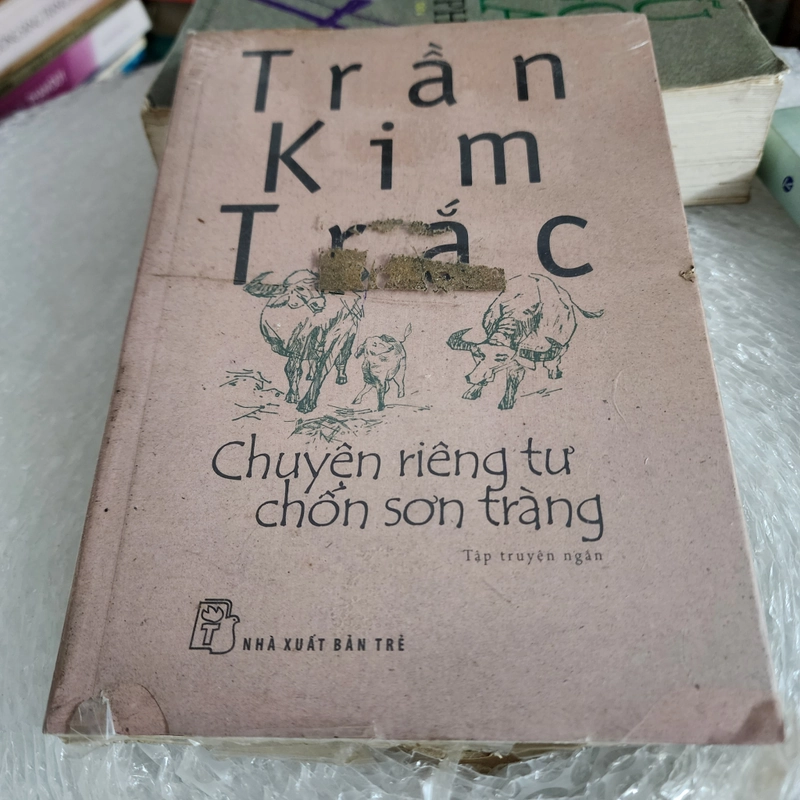 Trần
Kim
Trắc
Chuyện riêng tư
chốn sơn tràng
Tập truyện ngắn
NHÀ XUẤT BẢN TRẺ